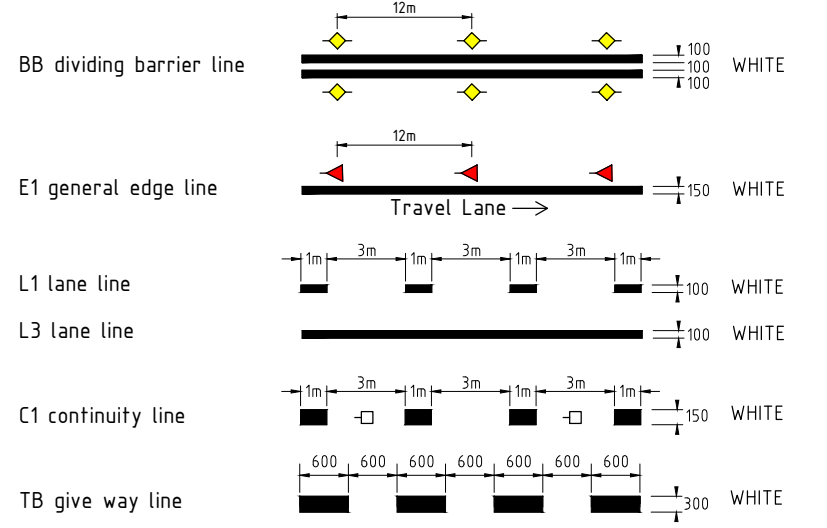 12m
BB dividing barrier line
100
100
100
WHITE
12m
E1 general edge line
150 WHITE
Travel Lane
1m 3m 1m 3m 1m 3m 1m
L1 lane line
100 WHITE
L3 lane line
100 WHITE
1m 3m 1m 3m 1m 3m 1m
C1 continuity line
150 WHITE
600 600 600 600 600 600 600
TB give way line
300 WHITE